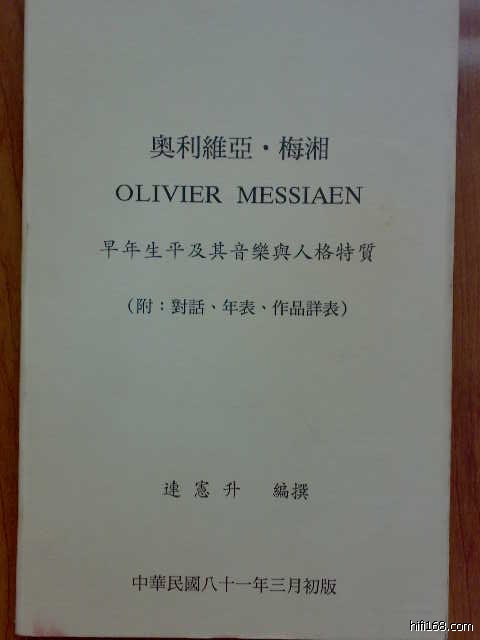 奧利維亞・梅湘
OLIVIER MESSIAEN
早年生平及其音樂與人格特質
（附：對話、年表、作品詳表）
連憲升 編撰
中華民國八十一年三月初版
hifi168.com